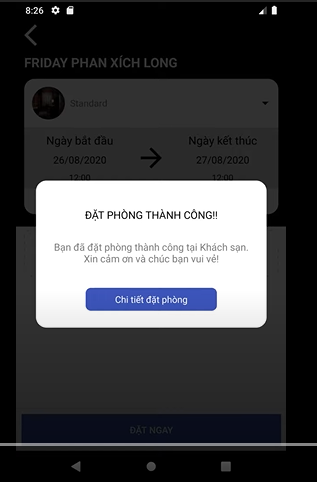 8:26
FRIDAY PHAN XÍCH LONG
Standard
Ngày bắt đầu
Ngày kết thúc
26/08/2020
27/08/2020
12:00
12:00
ĐẶT PHÒNG THÀNH CÔNG!!
Bạn đã đặt phòng thành công tại Khách sạn.
Xin cảm ơn và chúc bạn vui vẻ!
Chi tiết đặt phòng
ĐẶT NGAY